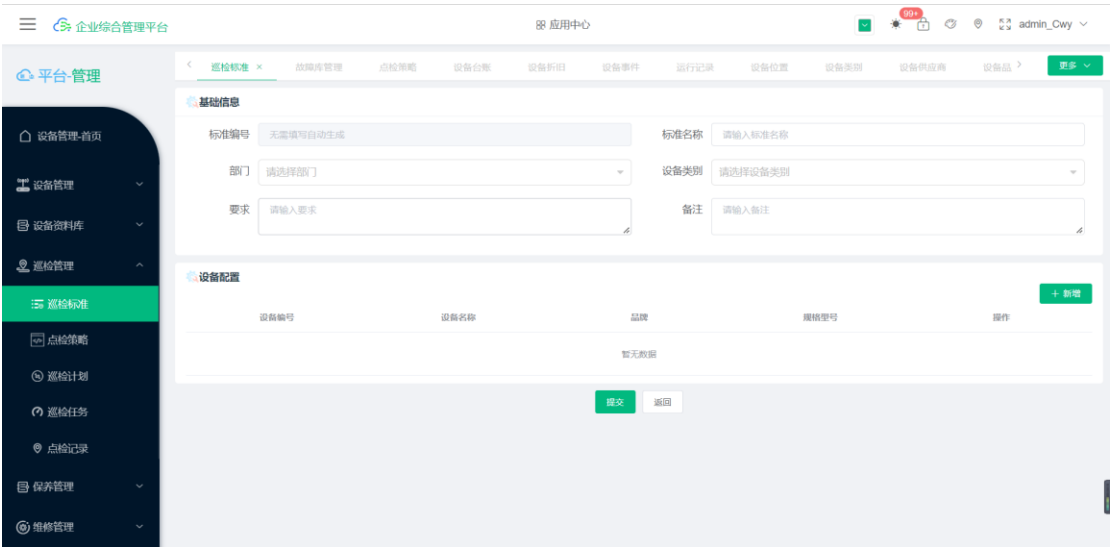 企业综合管理平台 应用中心 99+ admin_Cwy
平台-管理
巡检标准 × 故障库管理 点检策略 设备台账 设备折旧 设备事件 运行记录 设备位置 设备类别 设备供应商 设备品 更多
基础信息
标准编号 无需填写自动生成 标准名称 请输入标准名称
设备管理-首页
部门 请选择部门 设备类别 请选择设备类别
设备管理
要求 请输入要求 备注 请输入备注
设备资料库
巡检管理
设备配置
+ 新增
巡检标准
设备编号 设备名称 品牌 规格型号 操作
点检策略
暂无数据
巡检计划
提交 返回
巡检任务
点检记录
保养管理
维修管理